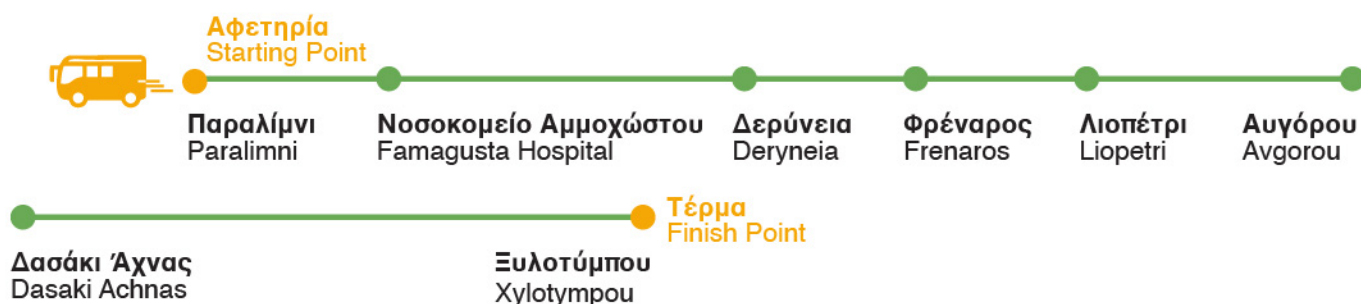 Αφετηρία
Starting Point
Παραλίμνι
Paralimni
Νοσοκομείο Αμμοχώστου
Famagusta Hospital
Δερύνεια
Deryneia
Φρέναρος
Frenaros
Λιοπέτρι
Liopetri
Αυγόρου
Avgorou
Τέρμα
Finish Point
Δασάκι Άχνας
Dasaki Achnas
Ξυλοτύμπου
Xylotympou